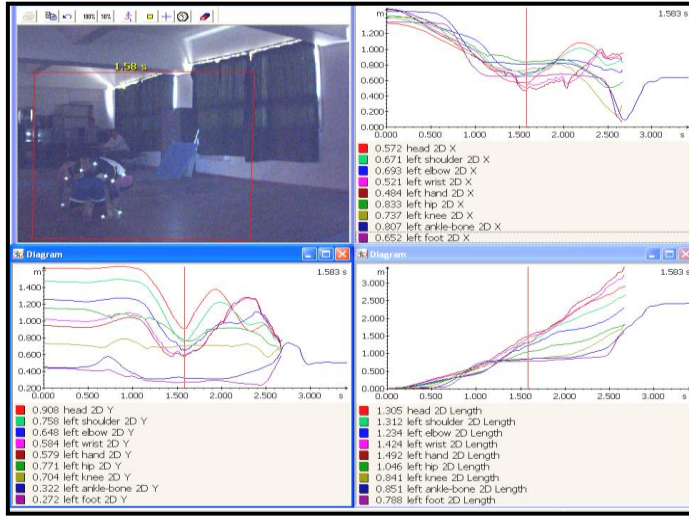 100% 50%
1.58 s
m
1.583 s
1.200
1.000
0.800
0.600
0.400
0.200
0.000
0.000 0.500 1.000 1.500 2.000 2.500 3.000 s
0.572 head 2D X
0.671 left shoulder 2D X
0.693 left elbow 2D X
0.521 left wrist 2D X
0.484 left hand 2D X
0.833 left hip 2D X
0.737 left knee 2D X
0.807 left ankle-bone 2D X
0.652 left foot 2D X
Diagram
m
1.583 s
1.400
1.200
1.000
0.800
0.600
0.400
0.200
0.000 0.500 1.000 1.500 2.000 2.500 3.000 s
0.908 head 2D Y
0.758 left shoulder 2D Y
0.648 left elbow 2D Y
0.584 left wrist 2D Y
0.579 left hand 2D Y
0.771 left hip 2D Y
0.704 left knee 2D Y
0.322 left ankle-bone 2D Y
0.272 left foot 2D Y
Diagram
m
1.583 s
3.000
2.500
2.000
1.500
1.000
0.500
0.000
0.000 0.500 1.000 1.500 2.000 2.500 3.000 s
1.305 head 2D Length
1.312 left shoulder 2D Length
1.234 left elbow 2D Length
1.424 left wrist 2D Length
1.492 left hand 2D Length
1.046 left hip 2D Length
0.841 left knee 2D Length
0.851 left ankle-bone 2D Length
0.788 left foot 2D Length